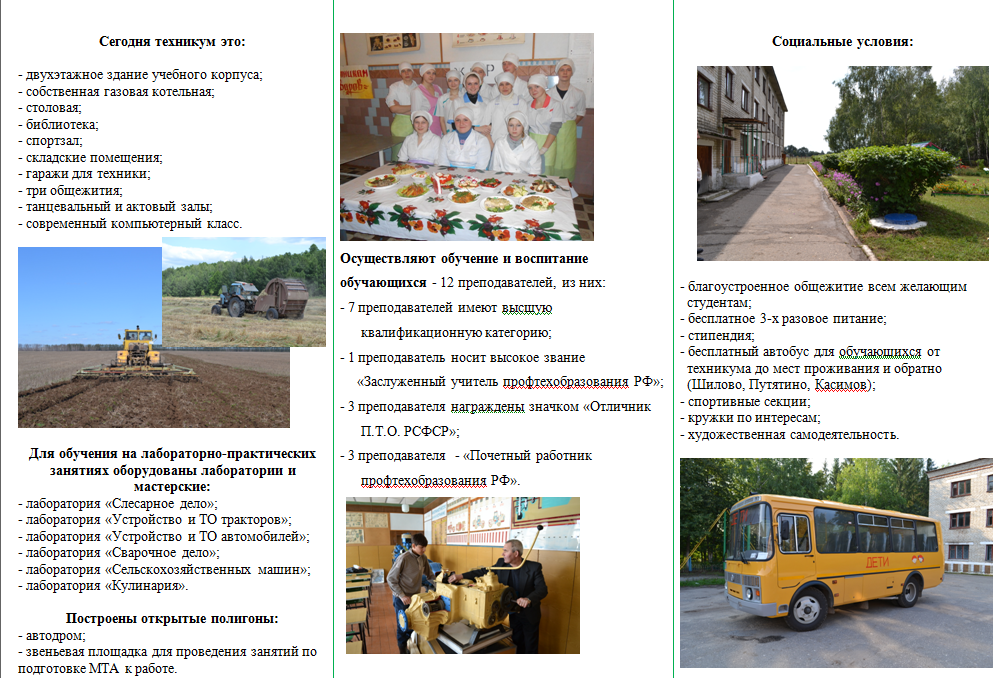 Сегодня техникум это:
- двухэтажное здание учебного корпуса;
- собственная газовая котельная;
- столовая;
- библиотека;
- спортзал;
- складские помещения;
- гаражи для техники;
- три общежития;
- танцевальный и актовый залы;
- современный компьютерный класс.
Для обучения на лабораторно-практических
занятиях оборудованы лаборатории и
мастерские:
- лаборатория «Слесарное дело»;
- лаборатория «Устройство и ТО тракторов»;
- лаборатория «Устройство и ТО автомобилей»;
- лаборатория «Сварочное дело»;
- лаборатория «Сельскохозяйственных машин»;
- лаборатория «Кулинария».
Построены открытые полигоны:
- автодром;
- звеньевая площадка для проведения занятий по
подготовке МТА к работе.
Осуществляют обучение и воспитание
обучающихся - 12 преподавателей, из них:
- 7 преподавателей имеют высшую
квалификационную категорию;
- 1 преподаватель носит высокое звание
«Заслуженный учитель профтехобразования РФ»;
- 3 преподавателя награждены значком «Отличник
П.Т.О. РСФСР»;
- 3 преподавателя - «Почетный работник
профтехобразования РФ».
Социальные условия:
- благоустроенное общежитие всем желающим
студентам;
- бесплатное 3-х разовое питание;
- стипендия;
- бесплатный автобус для обучающихся от
техникума до мест проживания и обратно
(Шилово, Путятино, Касимов);
- спортивные секции;
- кружки по интересам;
- художественная самодеятельность.
ДЕТИ